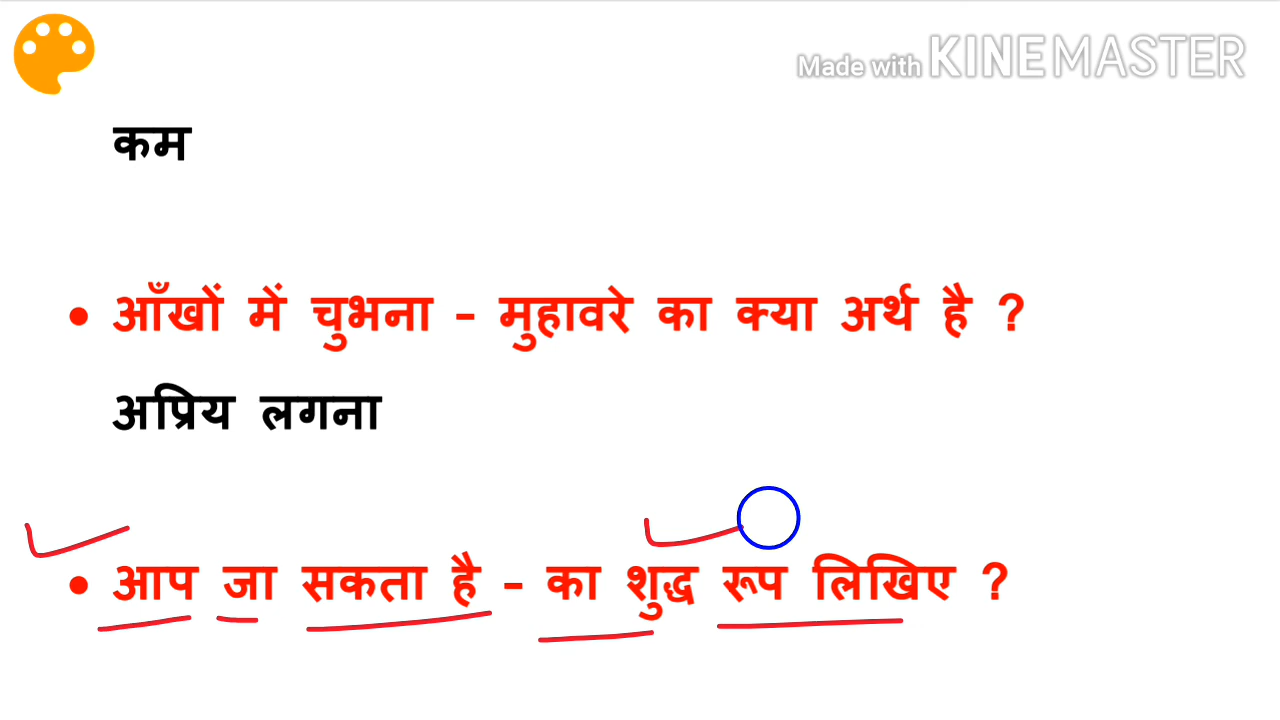 Made with KINEMASTER
कम
• आँखों में चुभना - मुहावरे का क्या अर्थ है ?
अप्रिय लगना
• आप जा सकता है - का शुद्ध रूप लिखिए ?